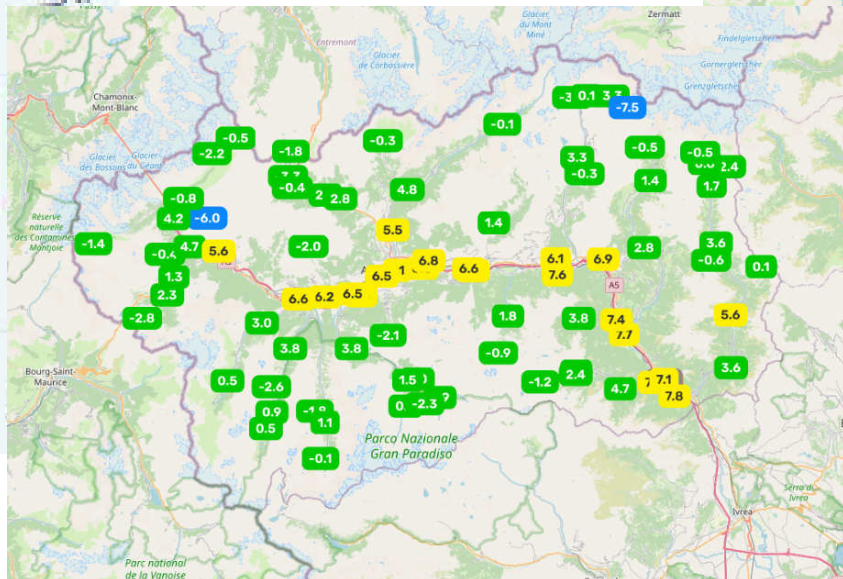 Zermatt
Glacier
du Mont
Miné
Findelgletscher
Entremont
Gornergletscher
Glacier
de Corbassière
Grenzgletscher
Chamonix-
Mont-Blanc
0.1
-7.5
-0.1
-0.5
-0.3
-0.5
-2.2
-1.8
-0.5
Glacier
des Bossons
Glacier
du Géant
3.3
2.4
-0.3
-0.4
2.8
4.8
1.4
1.7
-0.8
Réserve
naturelle
des Contamines
Montjoie
4.2
-6.0
1.4
5.5
-1.4
4.7
5.6
-2.0
2.8
3.6
-0.4
6.8
6.1
6.9
-0.6
0.1
1.3
6.5
6.6
7.6
A5
2.3
6.6
6.2
6.5
-2.8
3.0
1.8
3.8
7.4
7.7
5.6
-2.1
3.8
3.8
-0.9
Bourg-Saint-
Maurice
0.5
-2.6
1.5
-1.2
2.4
4.7
7.1
3.6
7.8
0.9
-2.3
0.5
1.1
-0.1
Parco Nazionale
Gran Paradiso
Serra di
Ivrea
Ivrea
Parc national
de la Vanoise